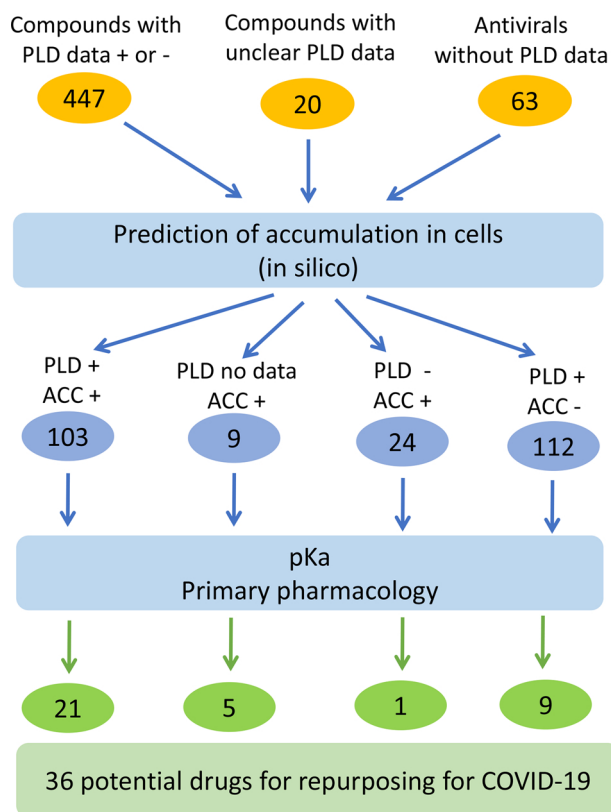 Compounds with
PLD data + or -
447
Compounds with
unclear PLD data
20
Antivirals
without PLD data
63
Prediction of accumulation in cells
(in silico)
PLD +
ACC +
103
PLD no data
ACC +
9
PLD -
ACC +
24
PLD +
ACC -
112
pKa
Primary pharmacology
21
5
1
9
36 potential drugs for repurposing for COVID-19